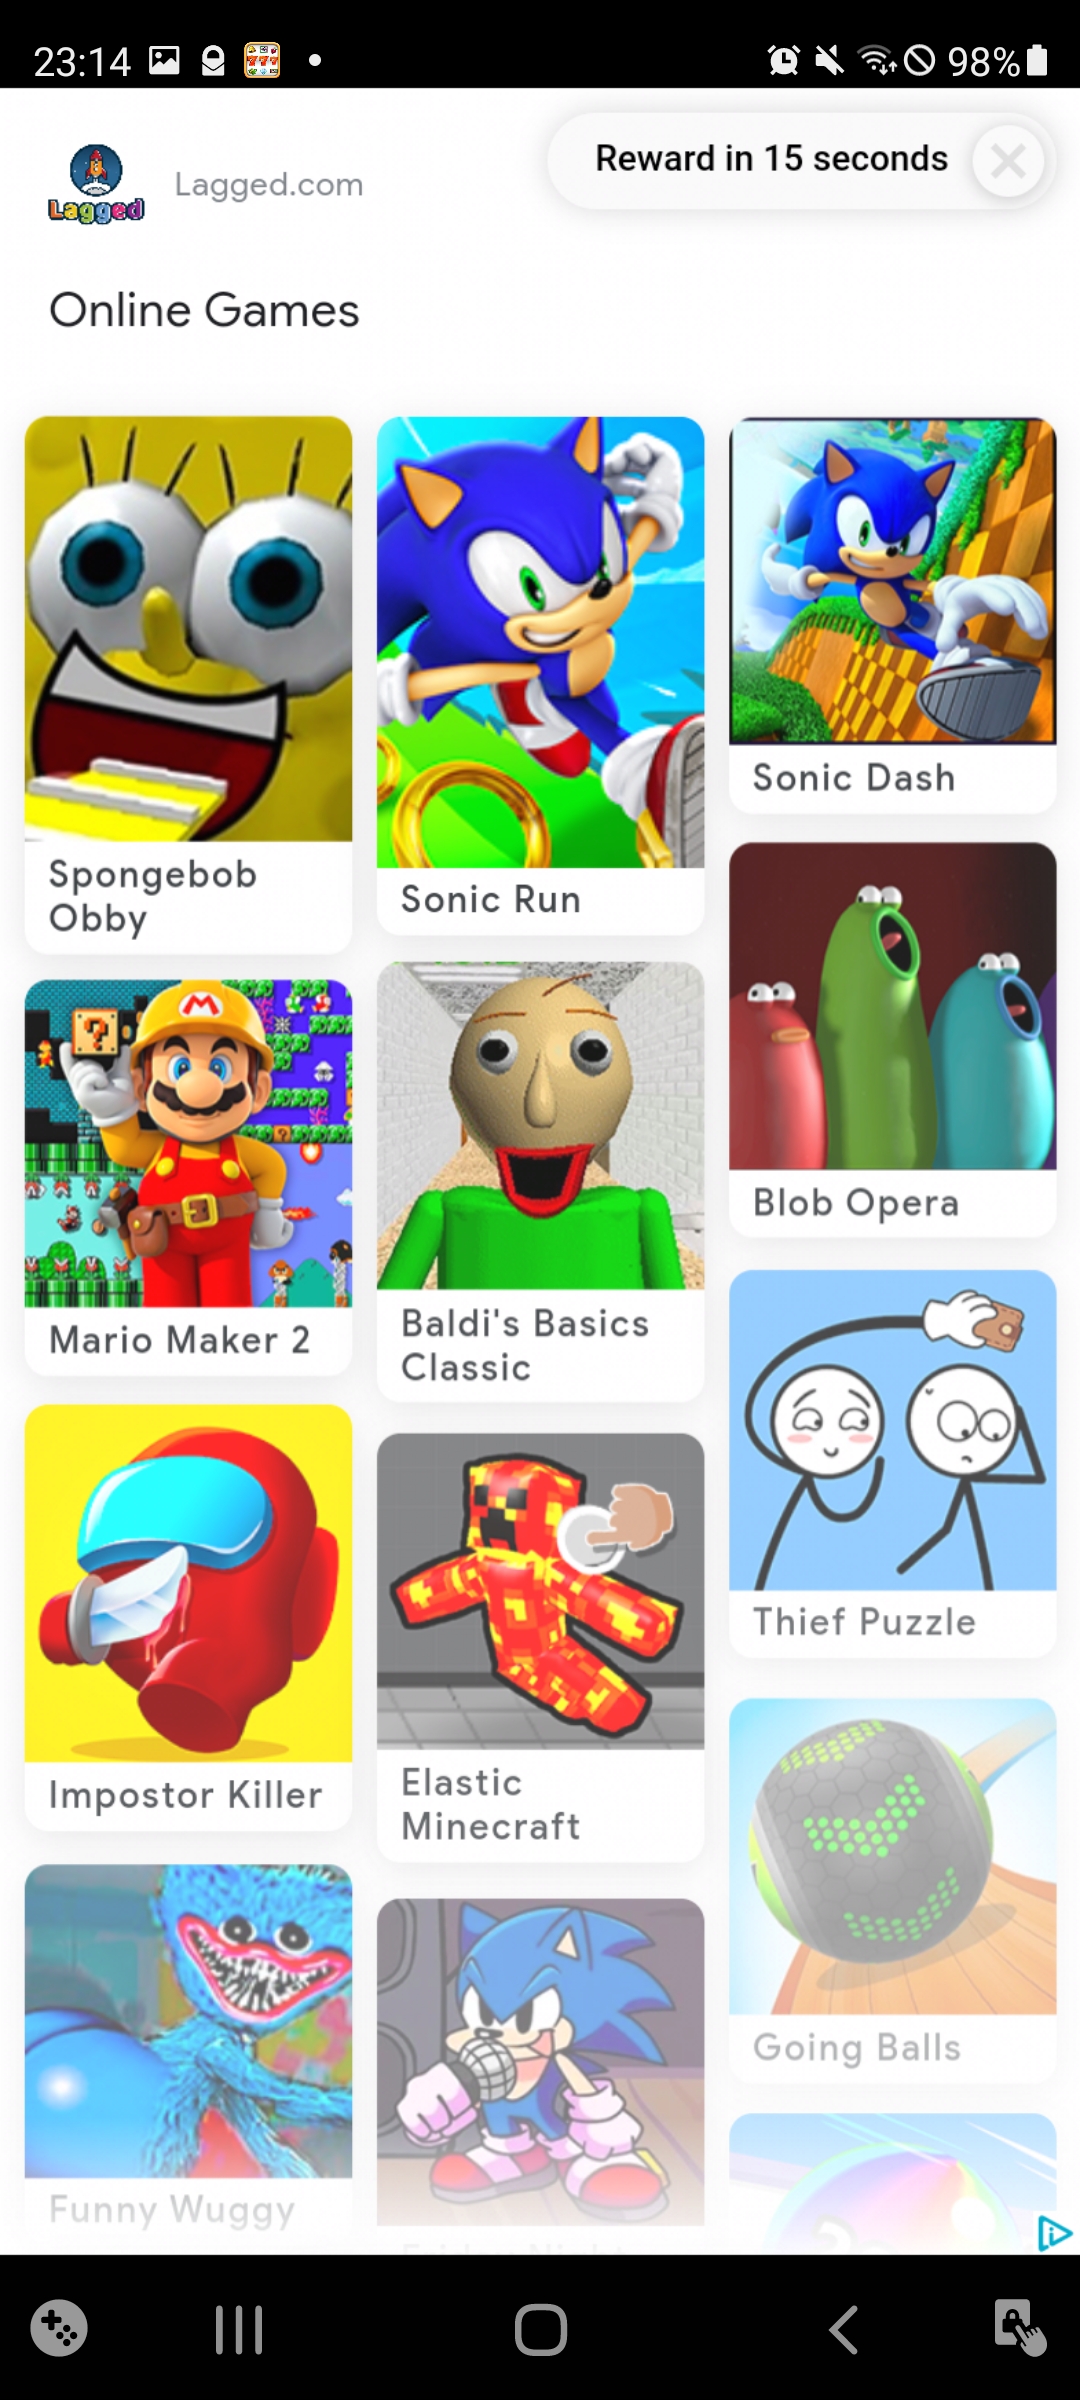 23:14
98%
Lagged
Lagged.com
Reward in 15 seconds
Online Games
Spongebob
Obby
Sonic Run
Sonic Dash
Mario Maker 2
Baldi's Basics
Classic
Blob Opera
Impostor Killer
Elastic
Minecraft
Thief Puzzle
Going Balls
Funny Wuggy